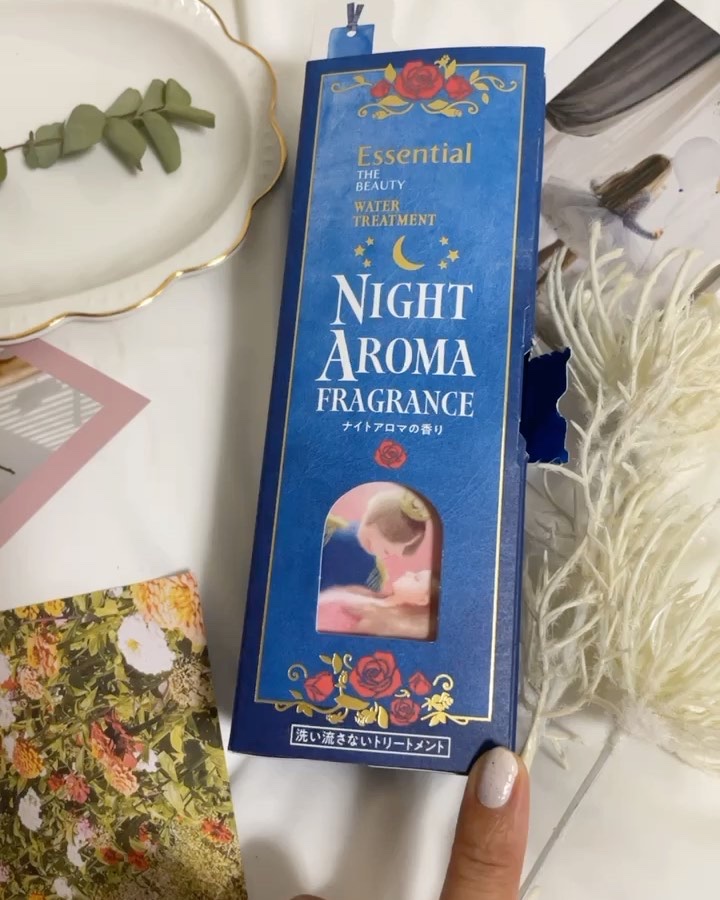 Essential
THE
BEAUTY
WATER
TREATMENT
NIGHT
AROMA
FRAGRANCE
ナイトアロマの香り
洗い流さないトリートメント